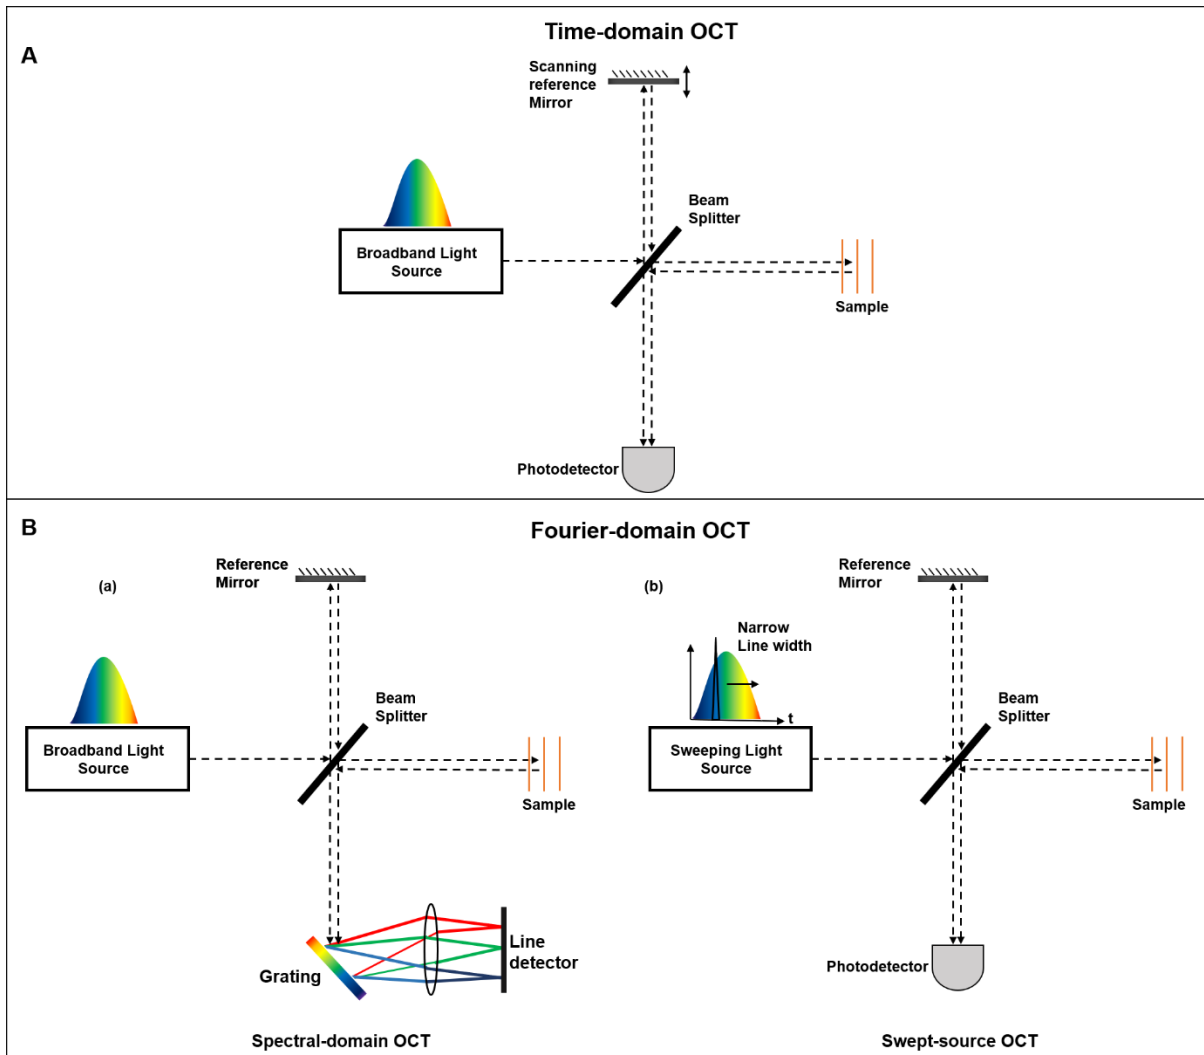 Time-domain OCT
A
Scanning
reference
Mirror
Beam
Splitter
Broadband Light
Source
Sample
Photodetector
B
Fourier-domain OCT
(a)
Reference
Mirror
Beam
Splitter
Broadband Light
Source
Sample
Grating
Line
detector
Spectral-domain OCT
(b)
Reference
Mirror
Narrow
Line width
t
Beam
Splitter
Sweeping Light
Source
Sample
Photodetector
Swept-source OCT